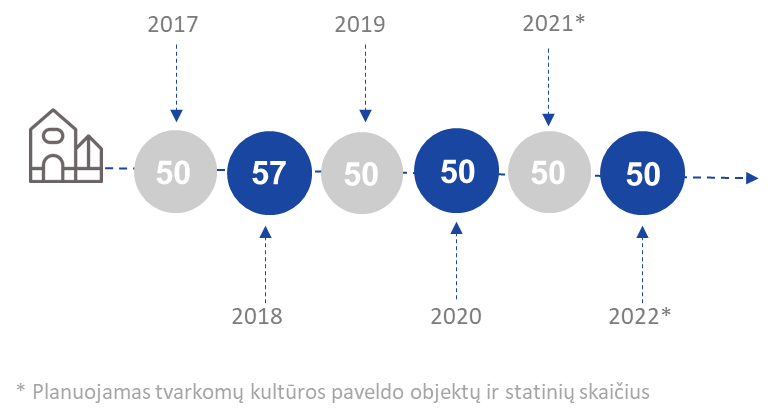 2017 2019 2021*
50 57 50 50 50 50
2018 2020 2022*
* Planuojamas tvarkomų kultūros paveldo objektų ir statinių skaičius